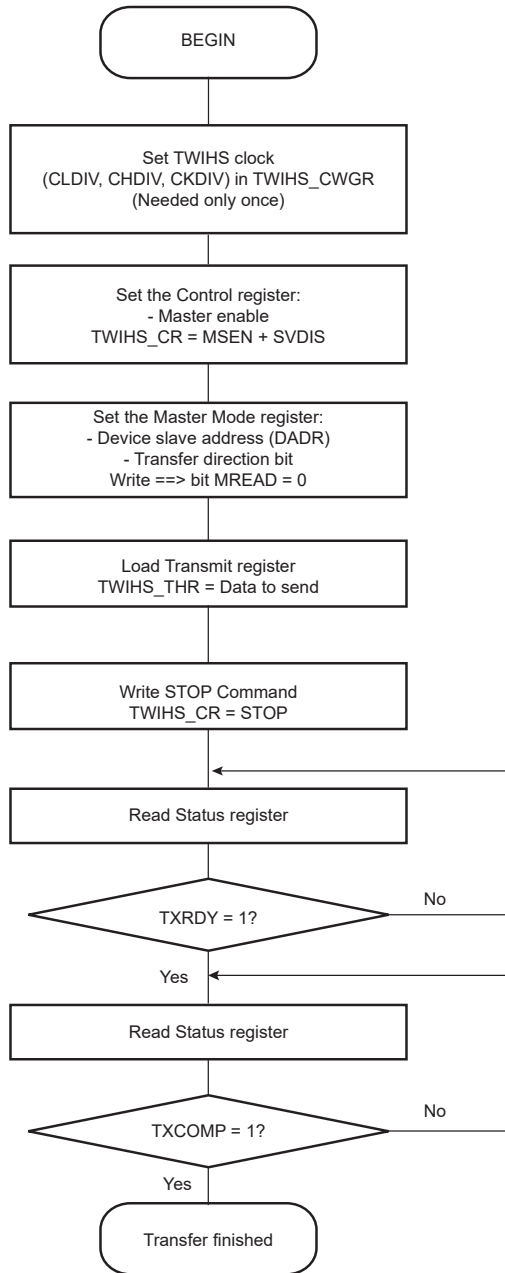 BEGIN
Set TWIHS clock
(CLDIV, CHDIV, CKDIV) in TWIHS_CWGR
(Needed only once)
Set the Control register:
- Master enable
TWIHS_CR = MSEN + SVDIS
Set the Master Mode register:
- Device slave address (DADR)
- Transfer direction bit
Write ==> bit MREAD = 0
Load Transmit register
TWIHS_THR = Data to send
Write STOP Command
TWIHS_CR = STOP
Read Status register
TXRDY = 1?
No
Yes
Read Status register
TXCOMP = 1?
No
Yes
Transfer finished